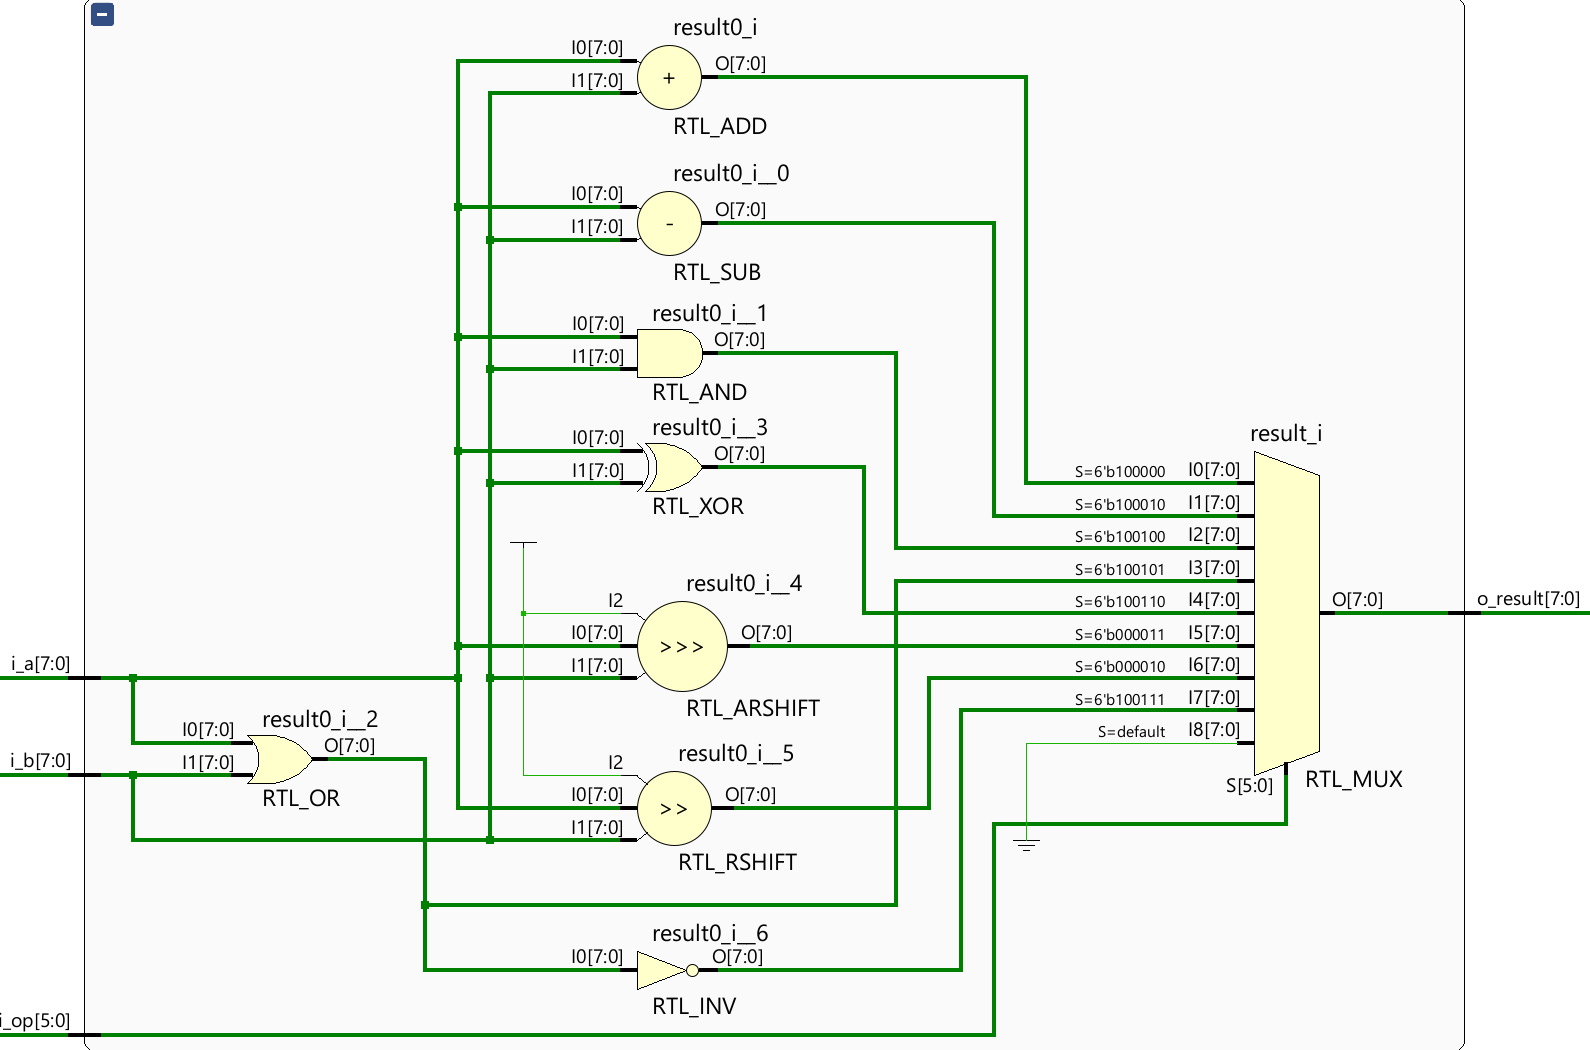 result0_i
I0[7:0]
O[7:0]
I1[7:0]
+
RTL_ADD
result0_i__0
I0[7:0]
O[7:0]
I1[7:0]
-
RTL_SUB
result0_i__1
I0[7:0]
O[7:0]
I1[7:0]
RTL_AND
result0_i__3
I0[7:0]
O[7:0]
I1[7:0]
RTL_XOR
result0_i__4
I2
I0[7:0]
O[7:0]
>>>
I1[7:0]
RTL_ARSHIFT
i_a[7:0]
result0_i__2
I0[7:0]
O[7:0]
i_b[7:0]
I1[7:0]
RTL_OR
result0_i__5
I2
I0[7:0]
O[7:0]
>>
I1[7:0]
RTL_RSHIFT
result0_i__6
I0[7:0]
O[7:0]
RTL_INV
i_op[5:0]
result_i
S=6'b100000 I0[7:0]
S=6'b100010 I1[7:0]
S=6'b100100 I2[7:0]
S=6'b100101 I3[7:0]
S=6'b100110 I4[7:0]
S=6'b000011 I5[7:0]
S=6'b000010 I6[7:0]
S=6'b100111 I7[7:0]
S=default I8[7:0]
O[7:0]
o_result[7:0]
S[5:0]
RTL_MUX